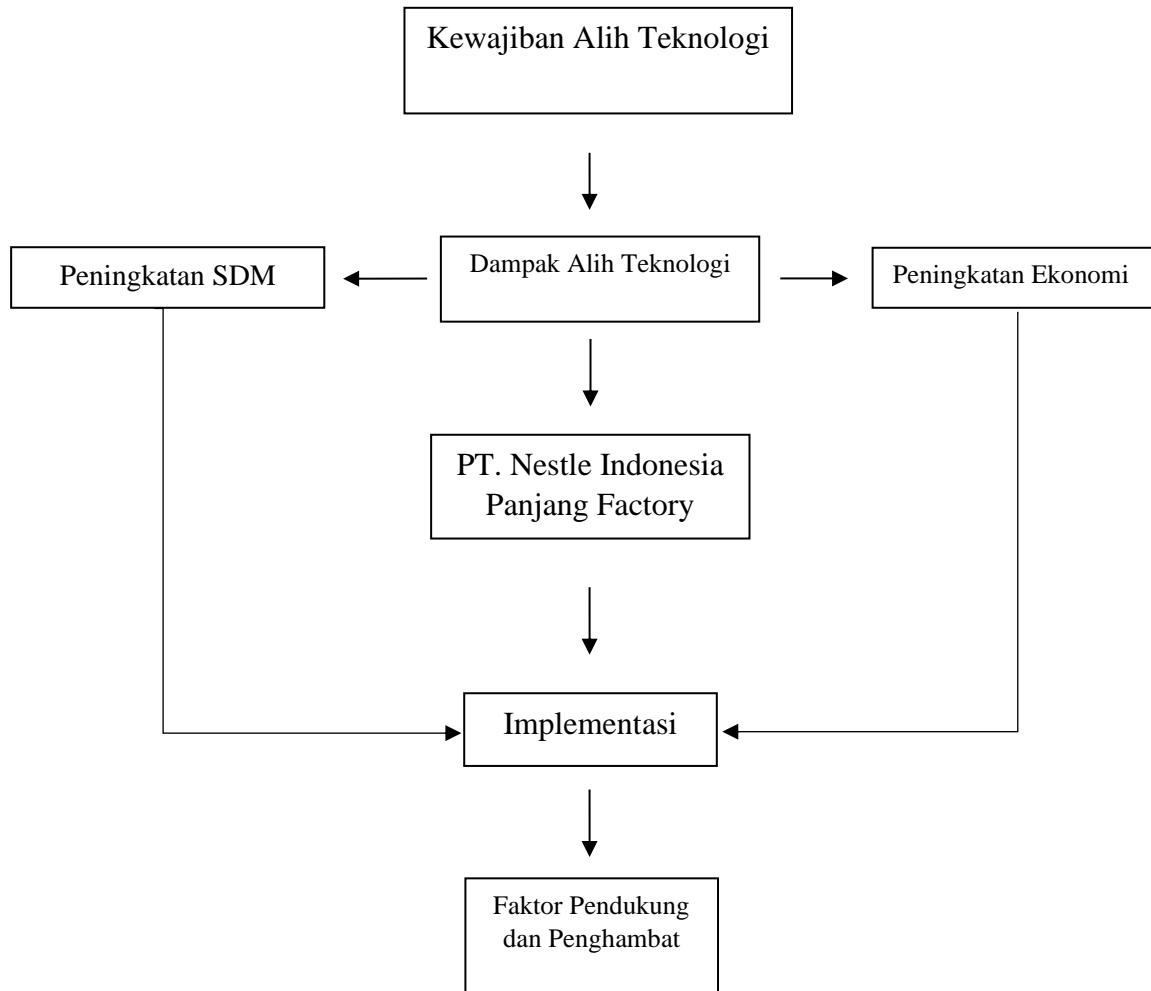 Kewajiban Alih Teknologi
Peningkatan SDM
Dampak Alih Teknologi
Peningkatan Ekonomi
PT. Nestle Indonesia
Panjang Factory
Implementasi
Faktor Pendukung
dan Penghambat